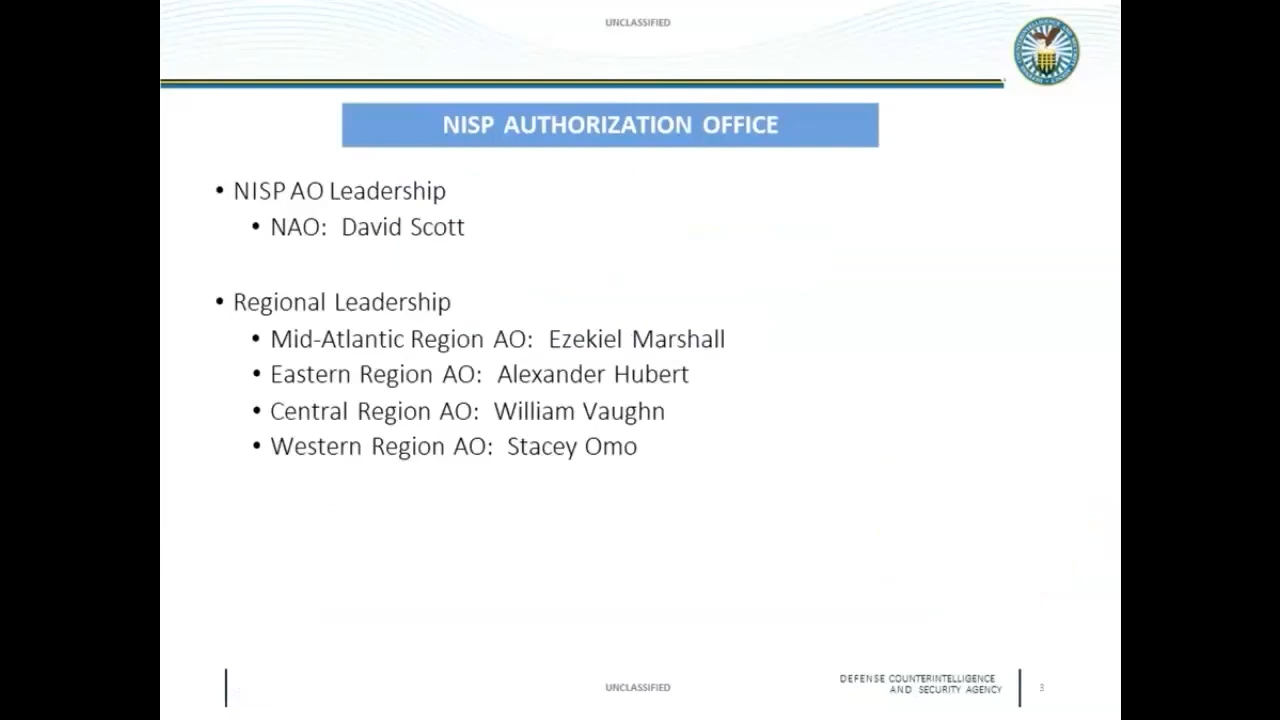 UNCLASSIFIED
NISP AUTHORIZATION OFFICE
• NISP AO Leadership
• NAO: David Scott
• Regional Leadership
• Mid-Atlantic Region AO: Ezekiel Marshall
• Eastern Region AO: Alexander Hubert
• Central Region AO: William Vaughn
• Western Region AO: Stacey Omo
UNCLASSIFIED
DEFENSE COUNTERINTELLIGENCE
AND SECURITY AGENCY
3